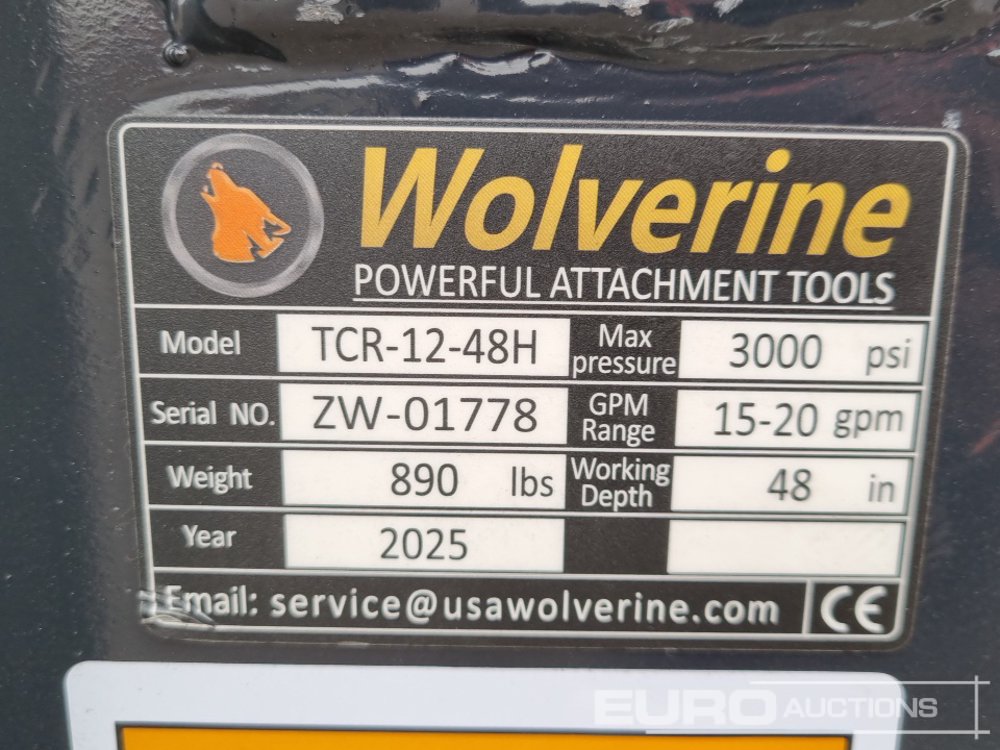 Wolverine
POWERFUL ATTACHMENT TOOLS
Model TCR-12-48H Max pressure 3000 psi
Serial NO. ZW-01778 GPM Range 15-20 gpm
Weight 890 lbs Working Depth 48 in
Year 2025
Email: service@usawolverine.com CE
EURO AUCTIONS